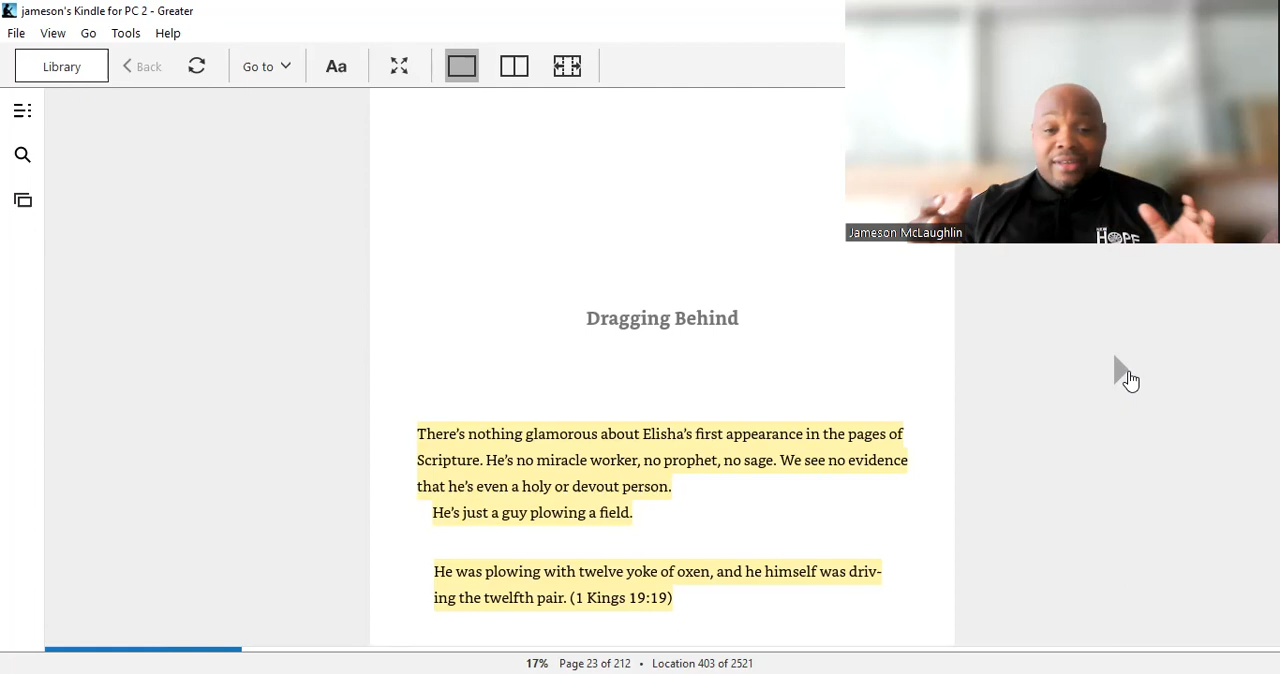 jameson's Kindle for PC 2 - Greater
File View Go Tools Help
Library Back Go to Aa
Jameson McLaughlin
HOPE
Dragging Behind
There's nothing glamorous about Elisha's first appearance in the pages of
Scripture. He's no miracle worker, no prophet, no sage. We see no evidence
that he's even a holy or devout person.
He's just a guy plowing a field.
He was plowing with twelve yoke of oxen, and he himself was driv-
ing the twelfth pair. (1 Kings 19:19)
17% Page 23 of 212 • Location 403 of 2521